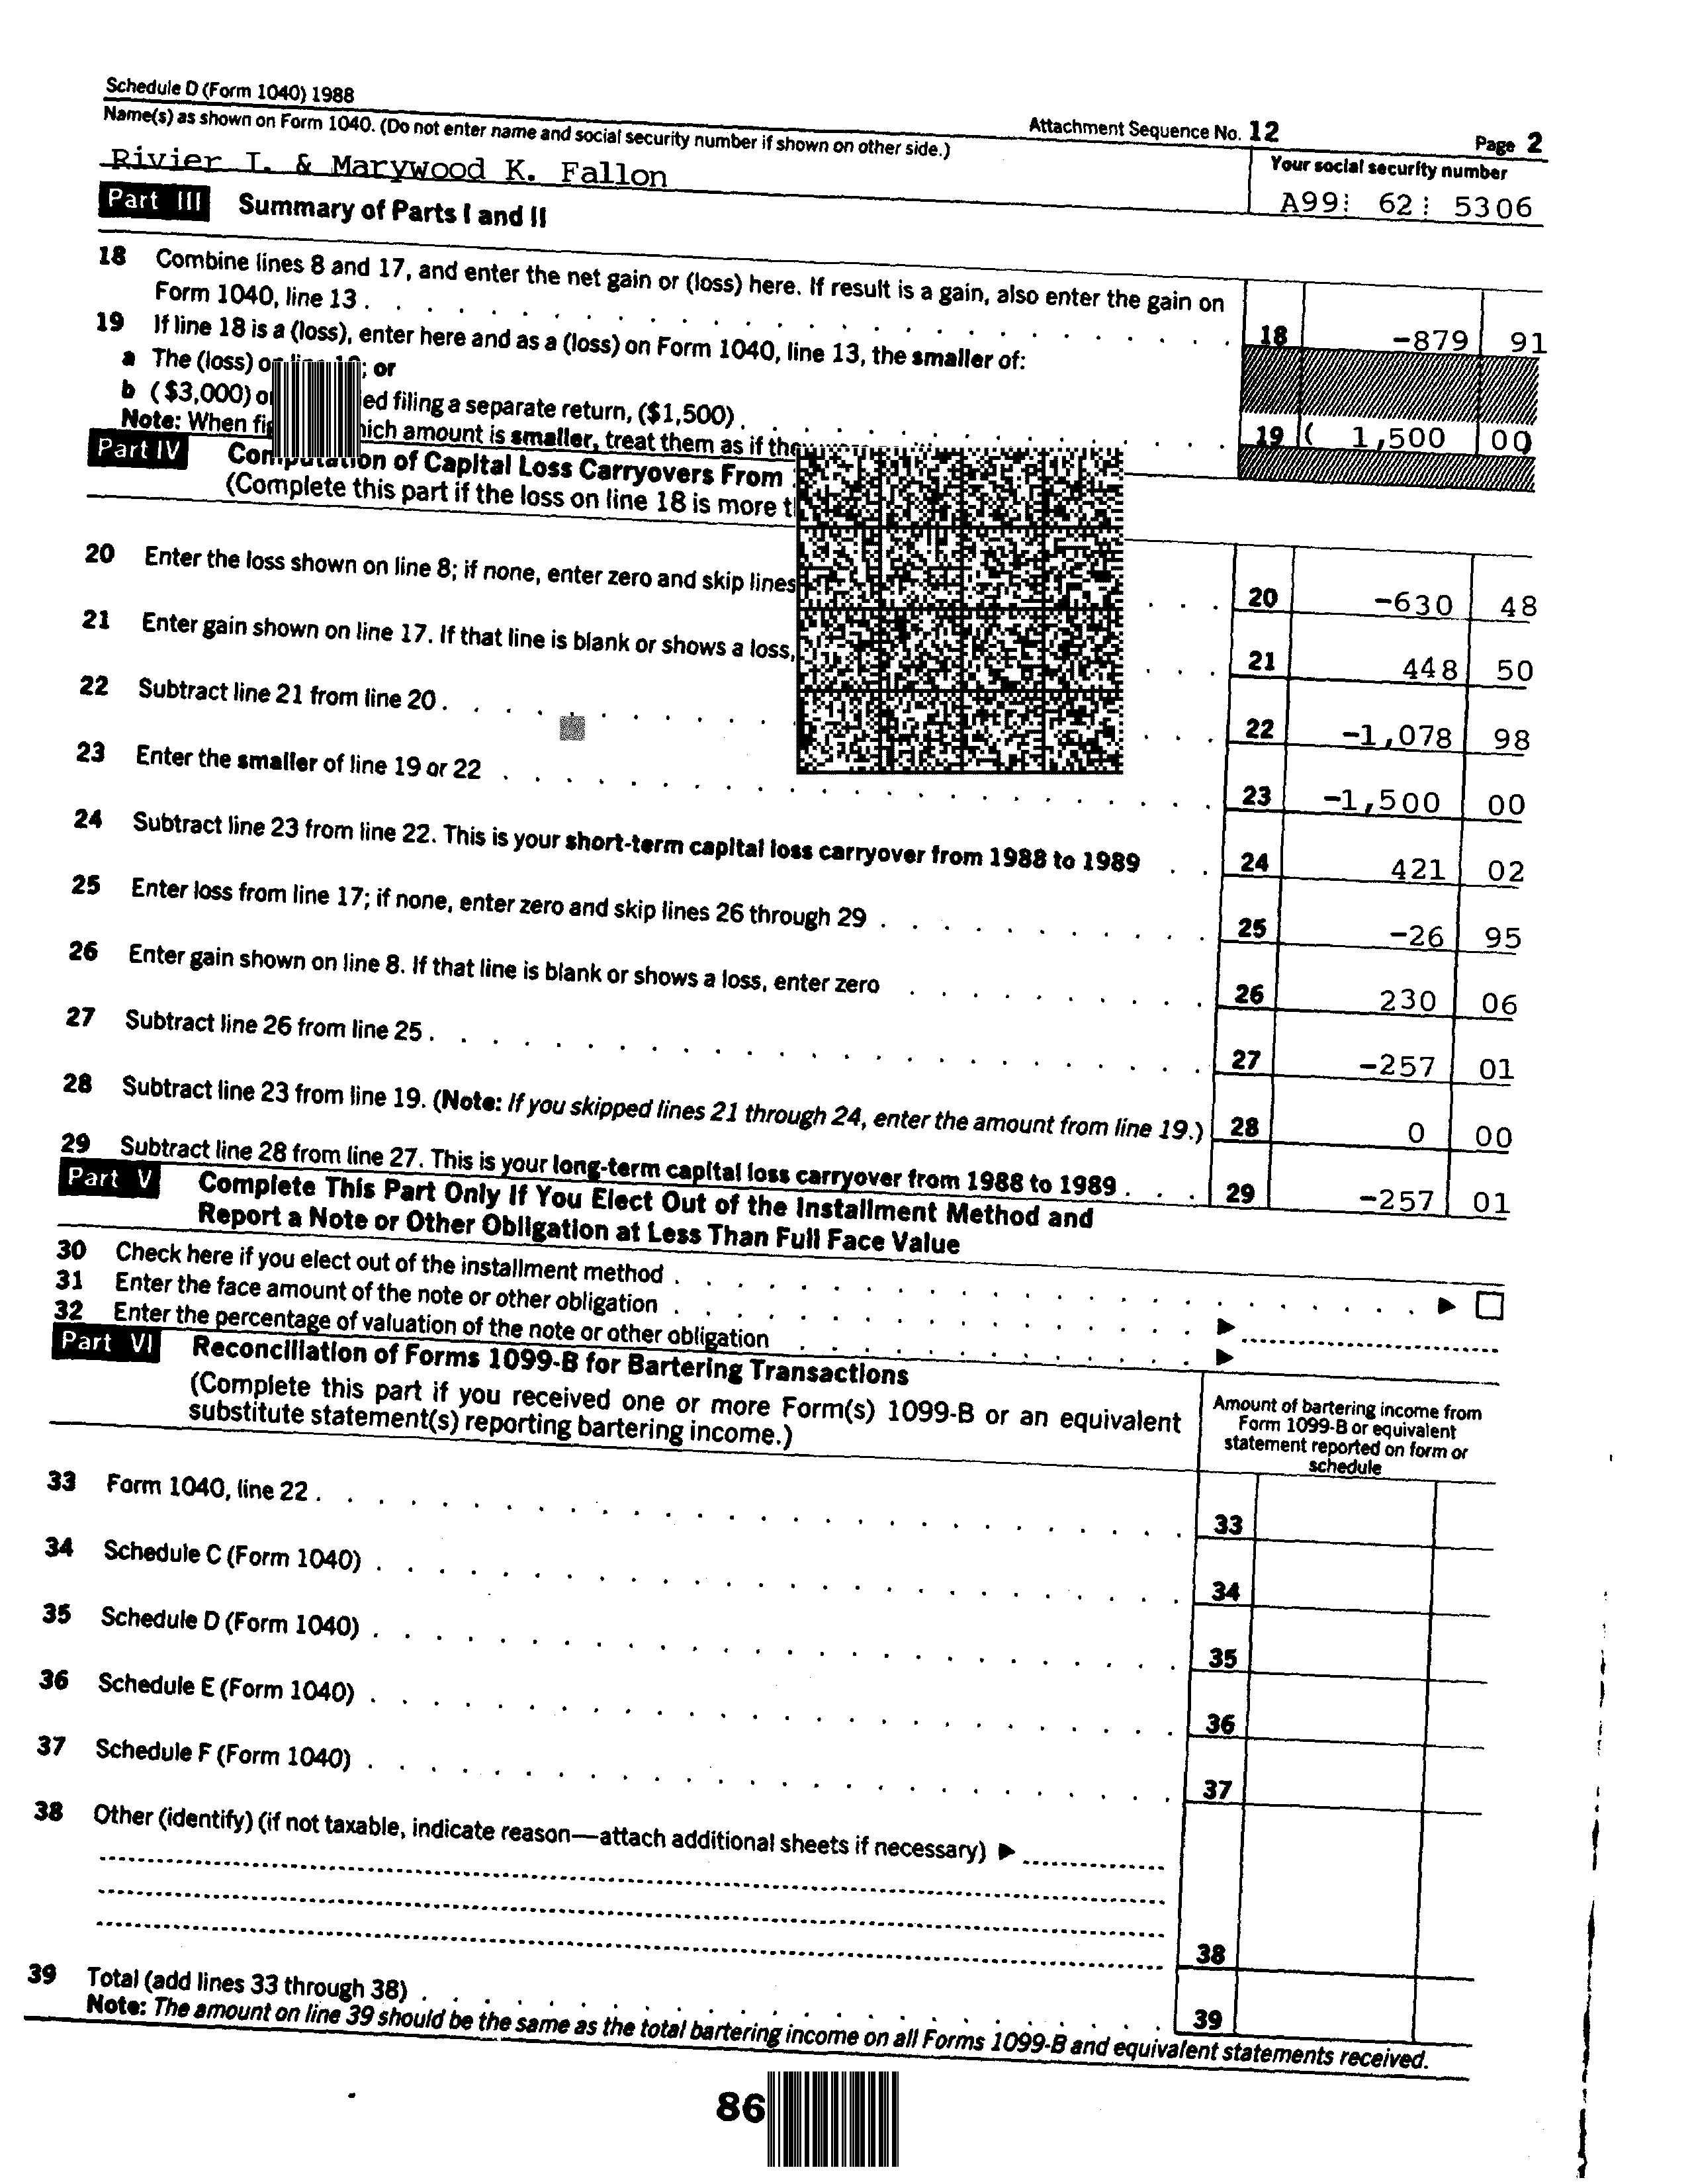 Schedule D (Form 1040) 1988
Attachment Sequence No. 12
Page 2
Name(s) as shown on Form 1040. (Do not enter name and social security number if shown on other side.)
Your social security number
Rivier I. & Marywood K. Fallon
A99 62 5306
Part III Summary of Parts I and II
18 Combine lines 8 and 17, and enter the net gain or (loss) here. If result is a gain, also enter the gain on
Form 1040, line 13 . . . 18 -879 91
19 If line 18 is a (loss), enter here and as a (loss) on Form 1040, line 13, the smaller of:
a The (loss) ; or
b ($3,000) filing a separate return, ($1,500) . . . 19 ( 1,500 00)
Note: When amount is smaller, treat them as if
Part IV Computation of Capital Loss Carryovers From
(Complete this part if the loss on line 18 is more
20 Enter the loss shown on line 8; if none, enter zero and skip lines . . . 20 -630 48
21 Enter gain shown on line 17. If that line is blank or shows a loss, . . . 21 448 50
22 Subtract line 21 from line 20 . . . 22 -1,078 98
23 Enter the smaller of line 19 or 22 . . . 23 -1,500 00
24 Subtract line 23 from line 22. This is your short-term capital loss carryover from 1988 to 1989 . . 24 421 02
25 Enter loss from line 17; if none, enter zero and skip lines 26 through 29 . . . 25 -26 95
26 Enter gain shown on line 8. If that line is blank or shows a loss, enter zero . . . 26 230 06
27 Subtract line 26 from line 25 . . . 27 -257 01
28 Subtract line 23 from line 19. (Note: If you skipped lines 21 through 24, enter the amount from line 19.) 28 0 00
29 Subtract line 28 from line 27. This is your long-term capital loss carryover from 1988 to 1989 . . . 29 -257 01
Part V Complete This Part Only If You Elect Out of the Installment Method and
Report a Note or Other Obligation at Less Than Full Face Value
30 Check here if you elect out of the installment method . . . ► ☐
31 Enter the face amount of the note or other obligation . . . ►
32 Enter the percentage of valuation of the note or other obligation . . . ►
Part VI Reconciliation of Forms 1099-B for Bartering Transactions
(Complete this part if you received one or more Form(s) 1099-B or an equivalent
substitute statement(s) reporting bartering income.)
Amount of bartering income from
Form 1099-B or equivalent
statement reported on form or
schedule
33 Form 1040, line 22 . . . 33
34 Schedule C (Form 1040) . . . 34
35 Schedule D (Form 1040) . . . 35
36 Schedule E (Form 1040) . . . 36
37 Schedule F (Form 1040) . . . 37
38 Other (identify) (if not taxable, indicate reason—attach additional sheets if necessary) ►
38
39 Total (add lines 33 through 38) . . . 39
Note: The amount on line 39 should be the same as the total bartering income on all Forms 1099-B and equivalent statements received.
86